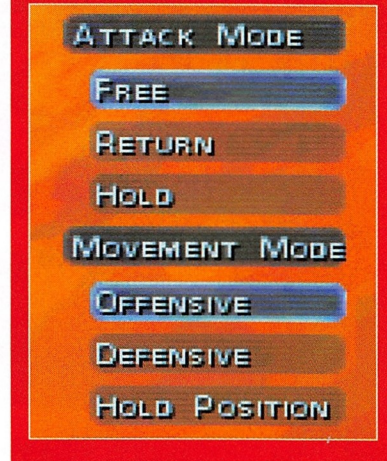 ATTACK MODE
FREE
RETURN
HOLD
MOVEMENT MODE
OFFENSIVE
DEFENSIVE
HOLD POSITION